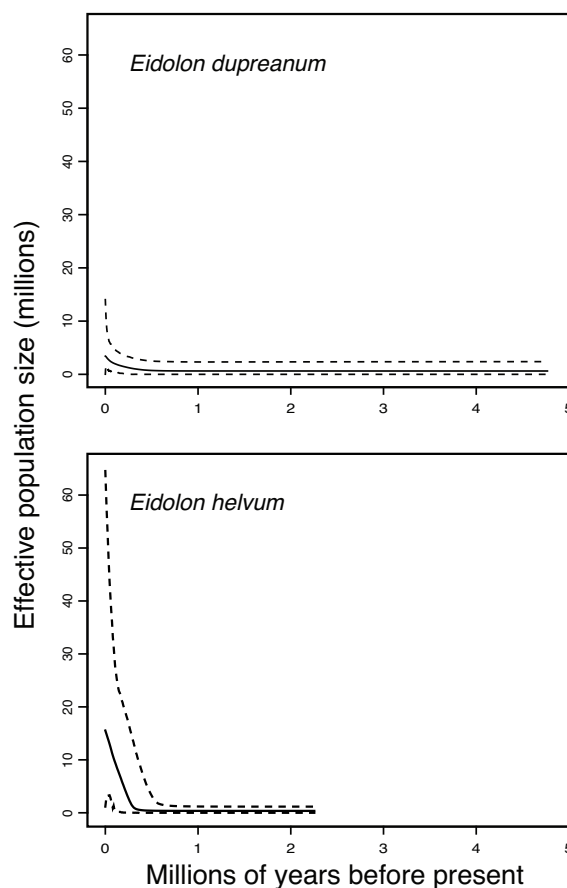 Effective population size (millions)
Eidolon dupreanum
60
50
40
30
20
10
0
0 1 2 3 4 5
Eidolon helvum
60
50
40
30
20
10
0
0 1 2 3 4 5
Millions of years before present